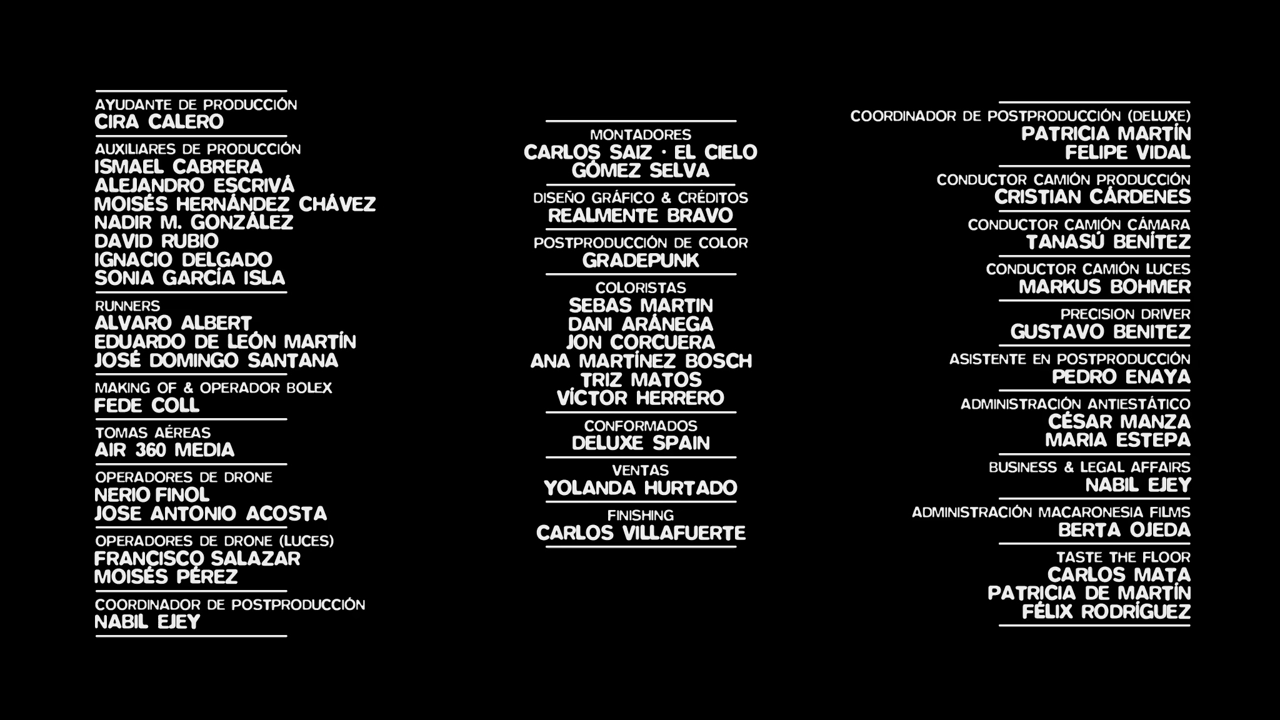 AYUDANTE DE PRODUCCIÓN
CIRA CALERO
AUXILIARES DE PRODUCCIÓN
ISMAEL CABRERA
ALEJANDRO ESCRIVÁ
MOISÉS HERNÁNDEZ CHÁVEZ
NADIR M. GONZÁLEZ
DAVID RUBIO
IGNACIO DELGADO
SONIA GARCÍA ISLA
RUNNERS
ALVARO ALBERT
EDUARDO DE LEÓN MARTÍN
JOSÉ DOMINGO SANTANA
MAKING OF & OPERADOR BOLEX
FEDE COLL
TOMAS AÉREAS
AIR 360 MEDIA
OPERADORES DE DRONE
NERIO FINOL
JOSE ANTONIO ACOSTA
OPERADORES DE DRONE (LUCES)
FRANCISCO SALAZAR
MOISÉS PÉREZ
COORDINADOR DE POSTPRODUCCIÓN
NABIL EJEY
MONTADORES
CARLOS SAIZ · EL CIELO
GÓMEZ SELVA
DISEÑO GRÁFICO & CRÉDITOS
REALMENTE BRAVO
POSTPRODUCCIÓN DE COLOR
GRADEPUNK
COLORISTAS
SEBAS MARTIN
DANI ARÁNEGA
JON CORCUERA
ANA MARTÍNEZ BOSCH
TRIZ MATOS
VÍCTOR HERRERO
CONFORMADOS
DELUXE SPAIN
VENTAS
YOLANDA HURTADO
FINISHING
CARLOS VILLAFUERTE
COORDINADOR DE POSTPRODUCCIÓN (DELUXE)
PATRICIA MARTÍN
FELIPE VIDAL
CONDUCTOR CAMIÓN PRODUCCIÓN
CRISTIAN CÁRDENES
CONDUCTOR CAMIÓN CÁMARA
TANASÚ BENÍTEZ
CONDUCTOR CAMIÓN LUCES
MARKUS BOHMER
PRECISION DRIVER
GUSTAVO BENITEZ
ASISTENTE EN POSTPRODUCCIÓN
PEDRO ENAYA
ADMINISTRACIÓN ANTIESTÁTICO
CÉSAR MANZA
MARIA ESTEPA
BUSINESS & LEGAL AFFAIRS
NABIL EJEY
ADMINISTRACIÓN MACARONESIA FILMS
BERTA OJEDA
TASTE THE FLOOR
CARLOS MATA
PATRICIA DE MARTÍN
FÉLIX RODRÍGUEZ